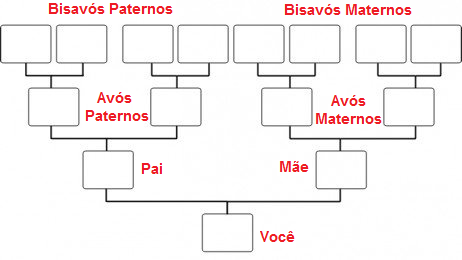 Bisavós Paternos
Bisavós Maternos
Avós
Paternos
Avós
Maternos
Pai
Mãe
Você